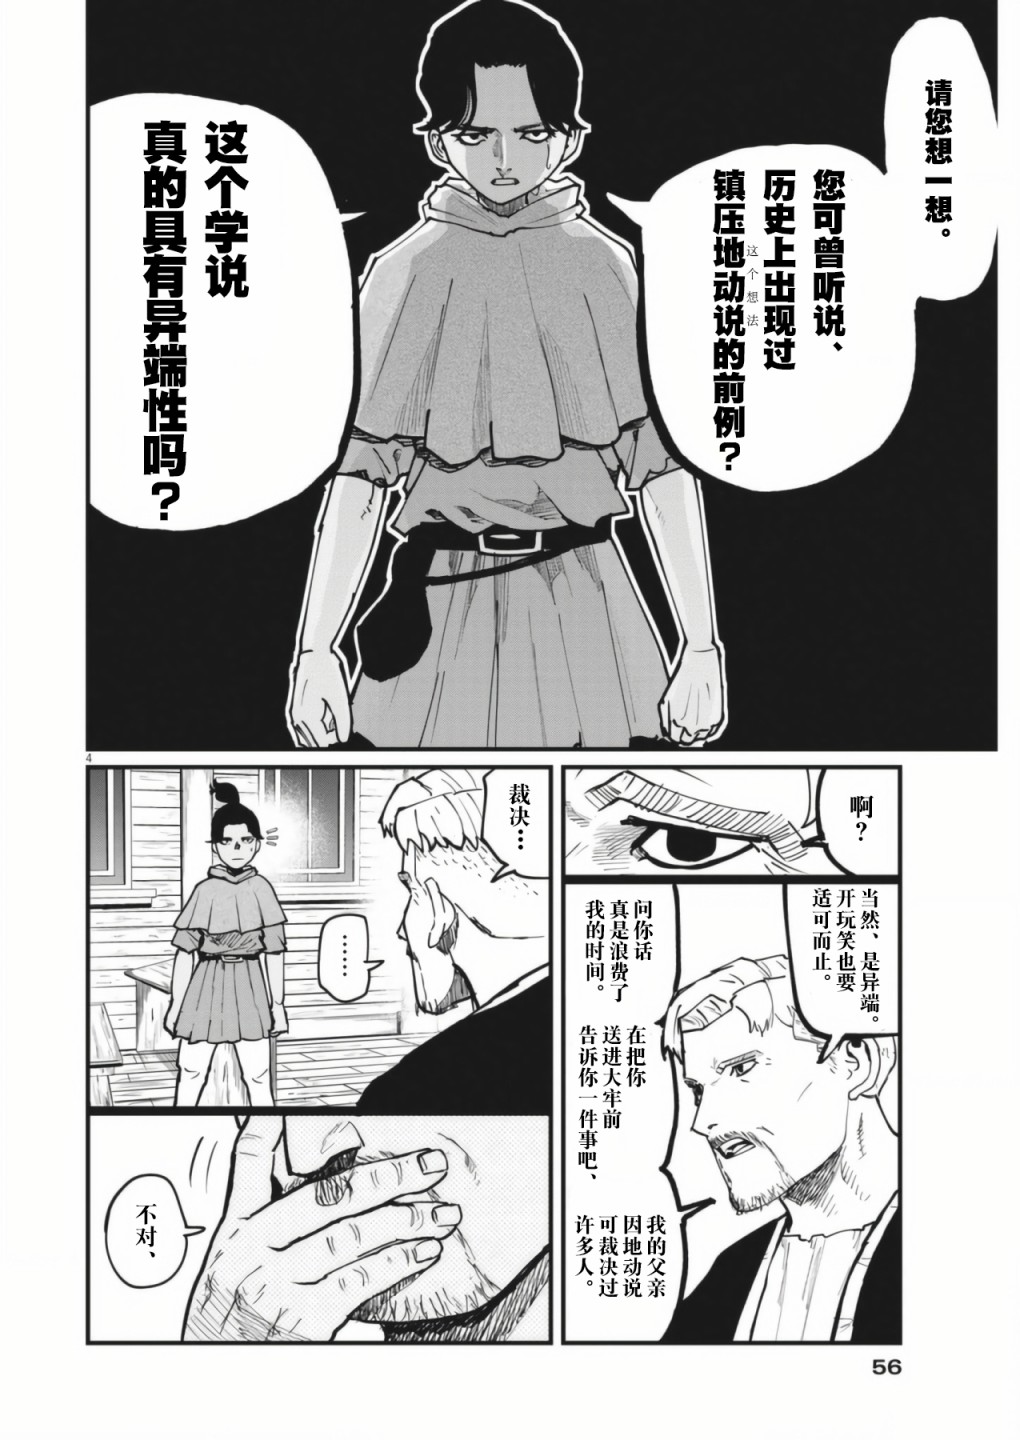 请您想一想。
您可曾听说、
历史上出现过
镇压地动说的前例？
这个想法
这个学说
真的具有异端性吗？
4
啊？
当然、是异端。
开玩笑也要
适可而止。
问你话
真是浪费了
我的时间。
在把你
送进大牢前
告诉你一件事吧、
我的父亲
因地动说
可裁决过
许多人。
裁决…
……
不对、
56